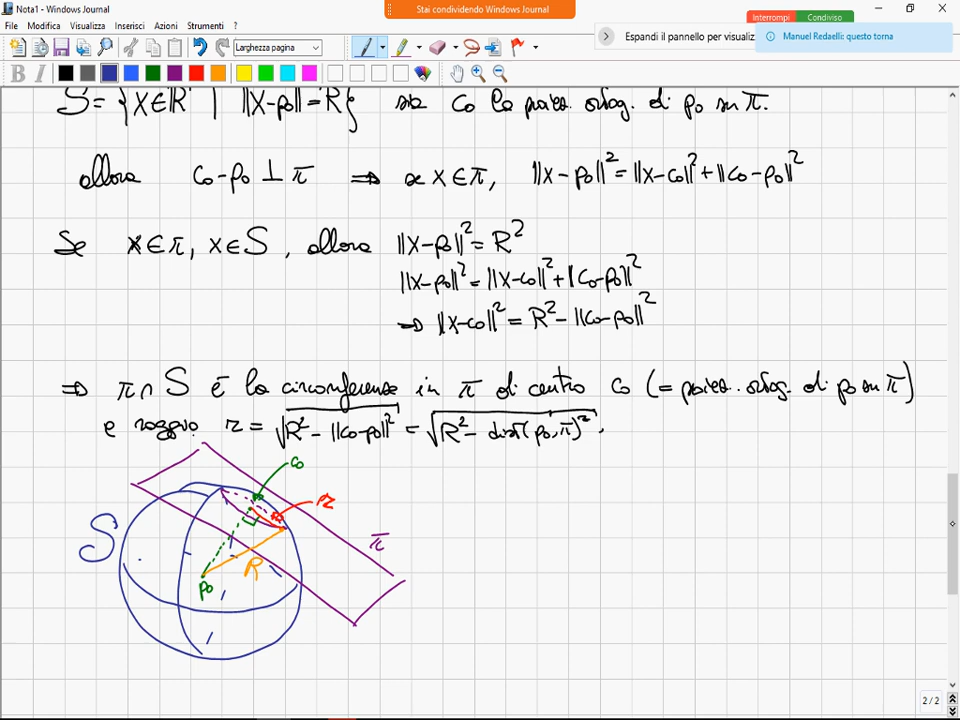 Nota1 - Windows Journal
Stai condividendo Windows Journal
Interrompi
Condiviso
File Modifica Visualizza Inserisci Azioni Strumenti ?
Espandi il pannello per visualiz
Manuel Redaelli: questo torna
Larghezza pagina
S = {x∈R | ||x-p0|| = R} sia c0 la proiez. ortog. di p0 su π.
allora c0-p0 ⊥ π ⇒ se x∈π, ||x-p0||² = ||x-c0||² + ||c0-p0||²
Se x∈π, x∈S, allora ||x-p0||² = R²
||x-p0||² = ||x-c0||² + ||c0-p0||²
⇒ ||x-c0||² = R² - ||c0-p0||²
⇒ π∩S è la circonferenza in π di centro c0 (= proiez. ortog. di p0 su π)
e raggio r = √(R² - ||c0-p0||²) = √(R² - dist(p0,π)²).
c0
r
S
π
R
p0
2 / 2